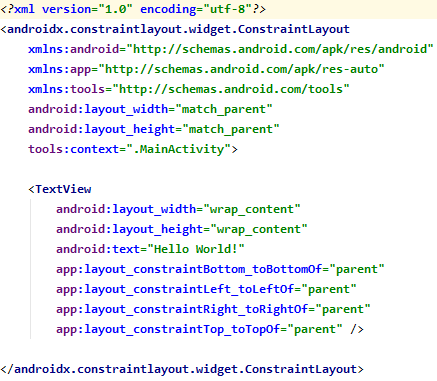 <?xml version="1.0" encoding="utf-8"?>
<androidx.constraintlayout.widget.ConstraintLayout
    xmlns:android="http://schemas.android.com/apk/res/android"
    xmlns:app="http://schemas.android.com/apk/res-auto"
    xmlns:tools="http://schemas.android.com/tools"
    android:layout_width="match_parent"
    android:layout_height="match_parent"
    tools:context=".MainActivity">

    <TextView
        android:layout_width="wrap_content"
        android:layout_height="wrap_content"
        android:text="Hello World!"
        app:layout_constraintBottom_toBottomOf="parent"
        app:layout_constraintLeft_toLeftOf="parent"
        app:layout_constraintRight_toRightOf="parent"
        app:layout_constraintTop_toTopOf="parent" />

</androidx.constraintlayout.widget.ConstraintLayout>